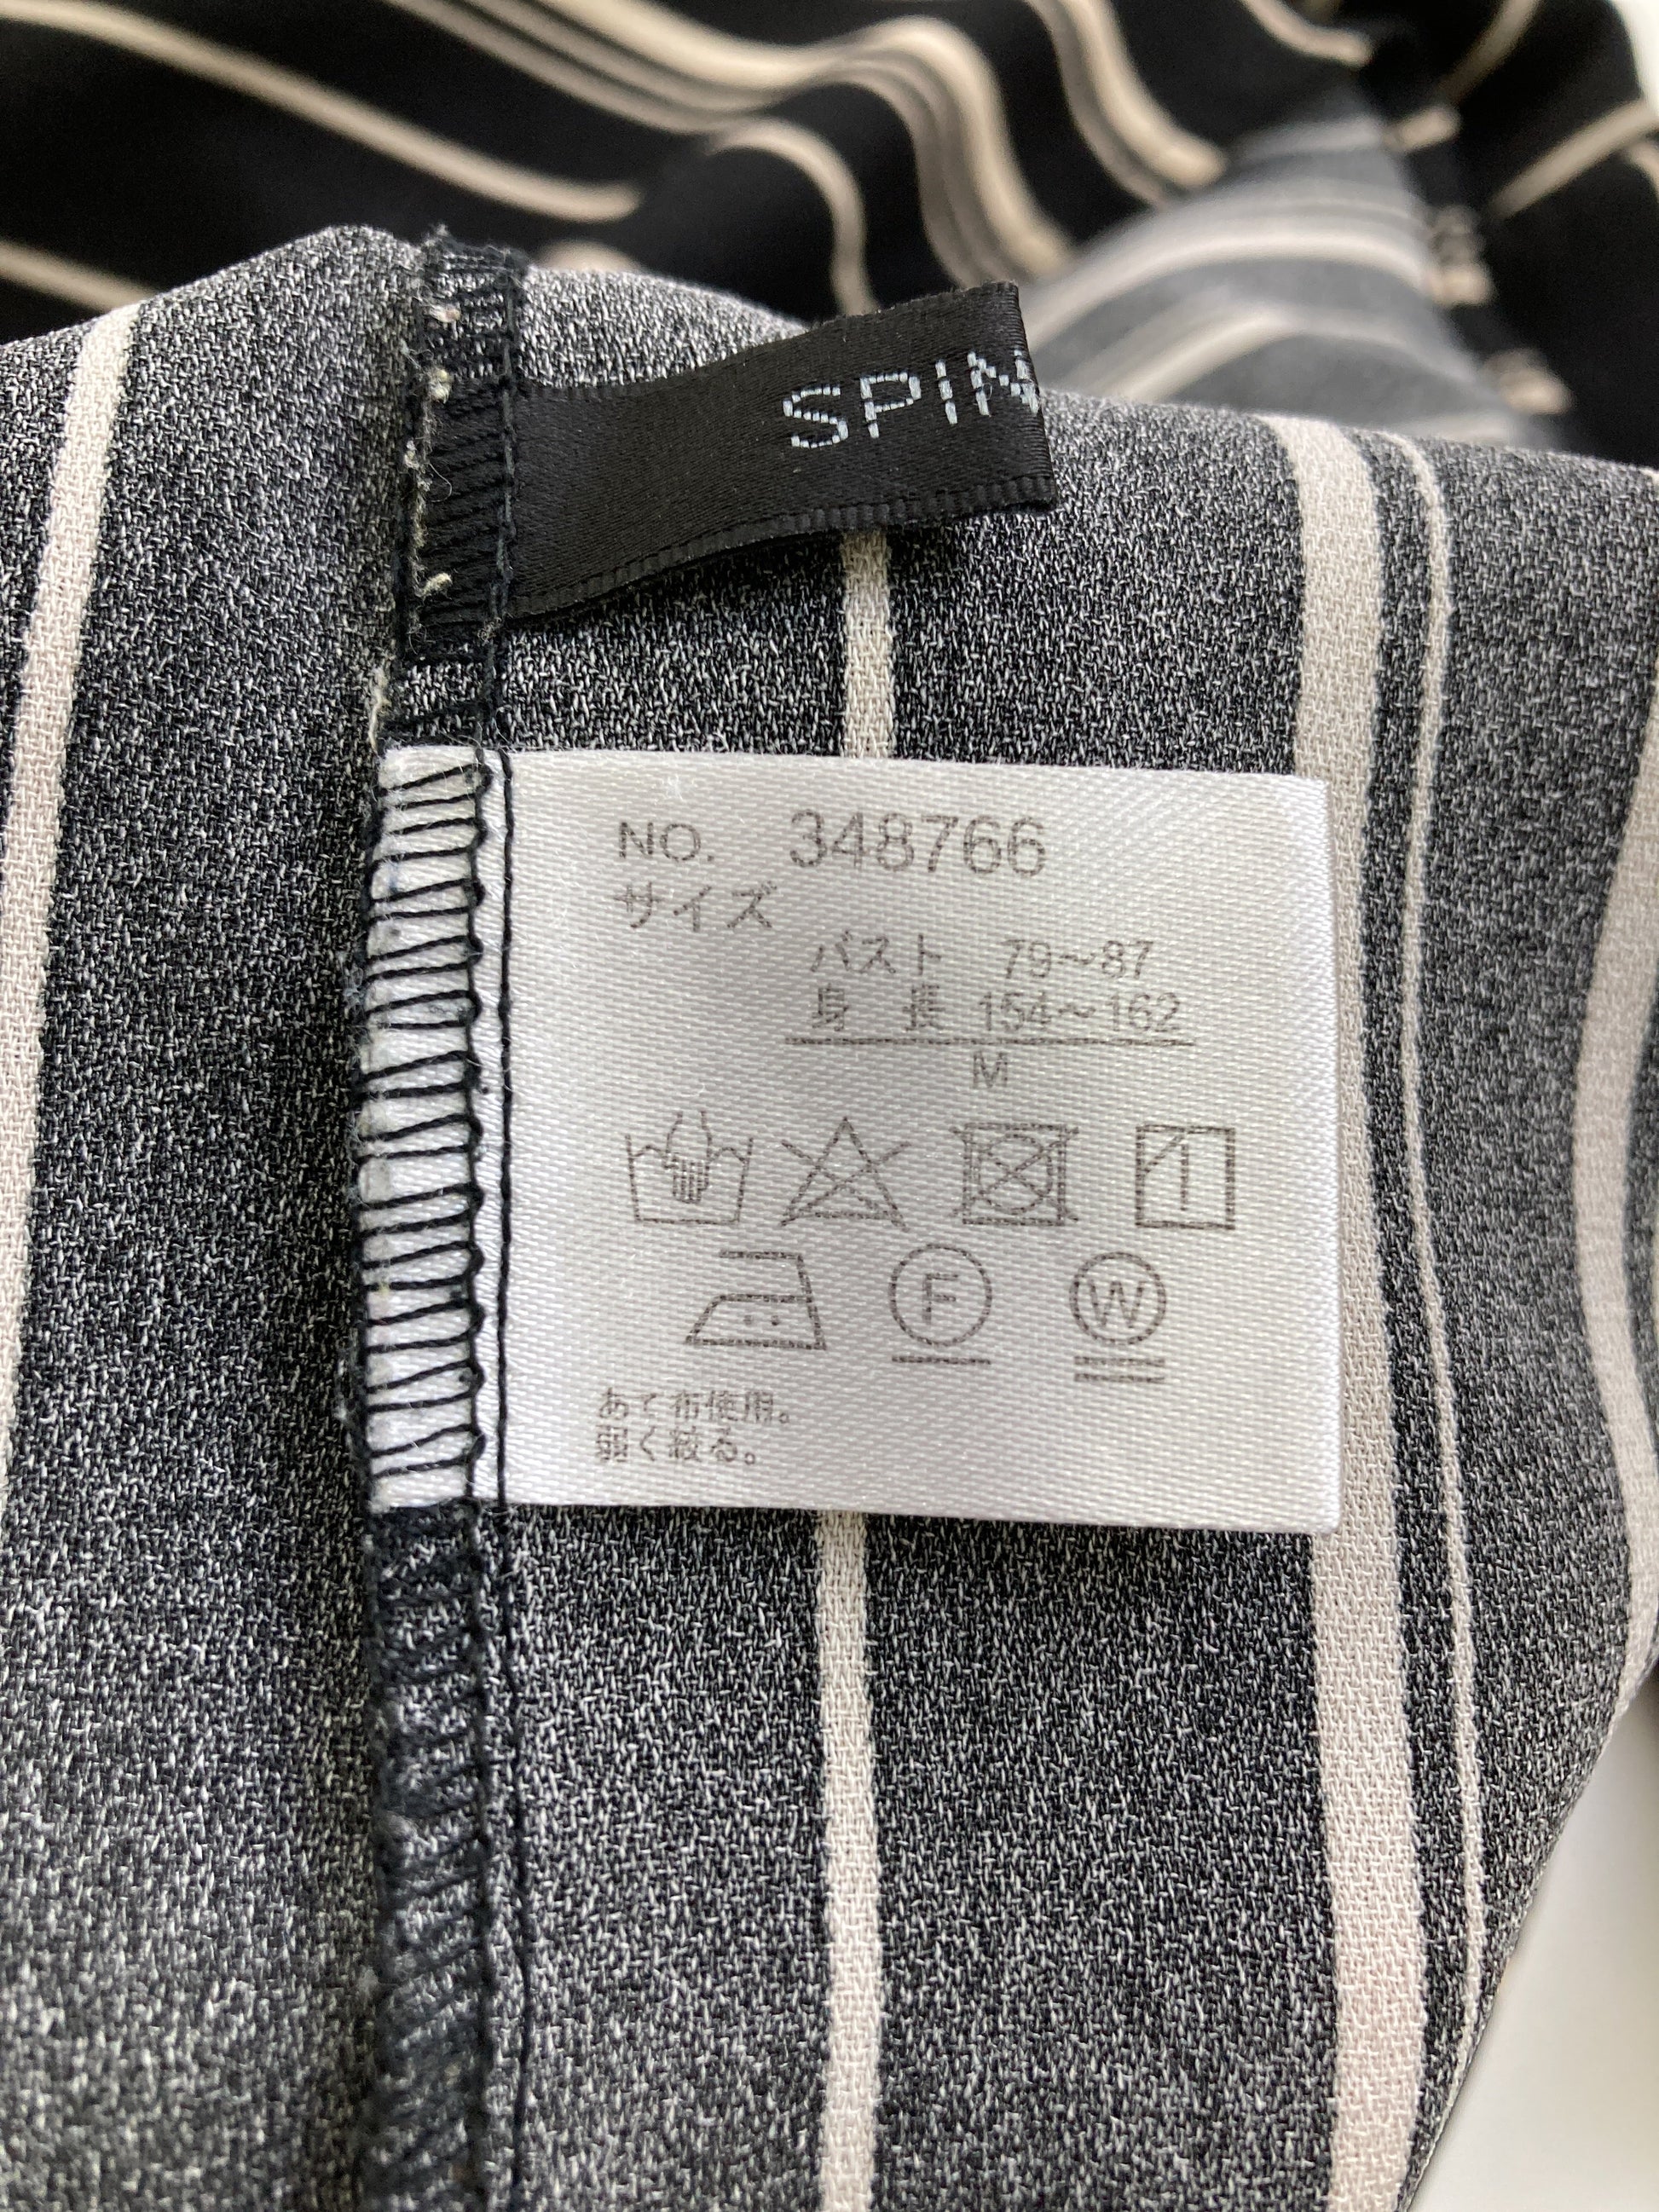 SPIN
NO. 348766
サイズ
バスト 79～87
身 長 154～162
M
F
W
あて布使用。
弱く絞る。